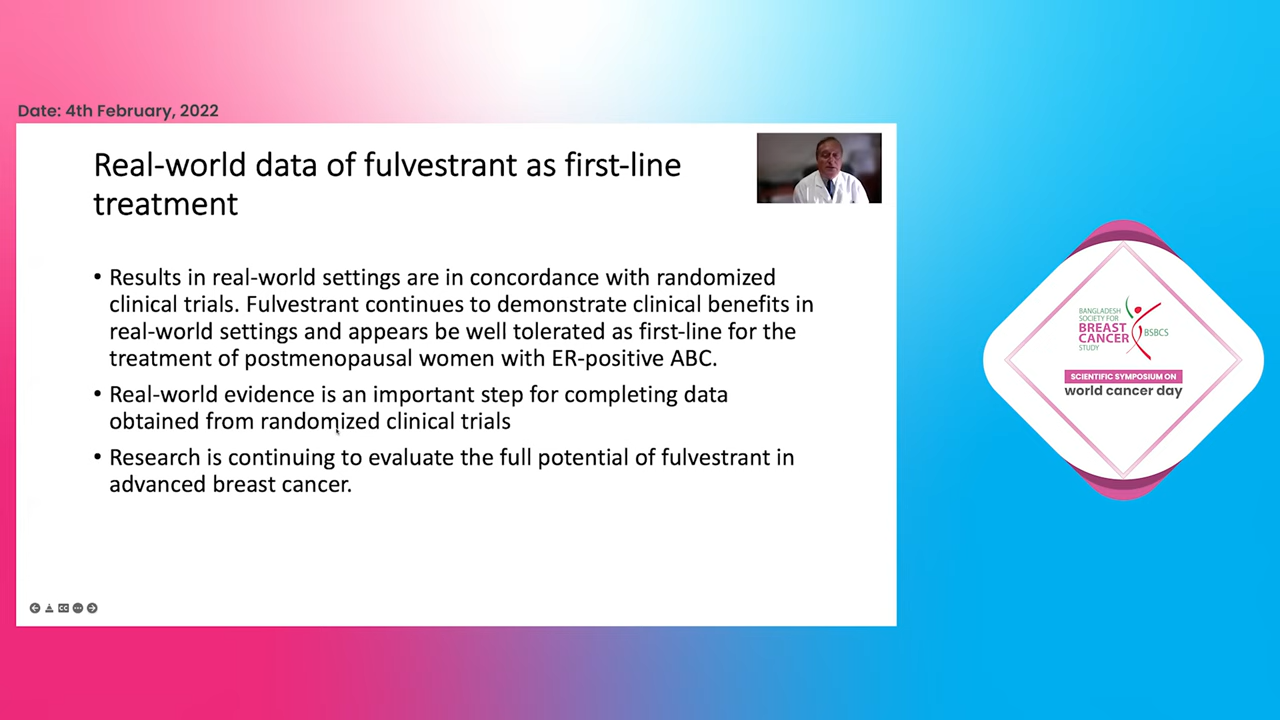 Date: 4th February, 2022
Real-world data of fulvestrant as first-line
treatment
• Results in real-world settings are in concordance with randomized
clinical trials. Fulvestrant continues to demonstrate clinical benefits in
real-world settings and appears be well tolerated as first-line for the
treatment of postmenopausal women with ER-positive ABC.
• Real-world evidence is an important step for completing data
obtained from randomized clinical trials
• Research is continuing to evaluate the full potential of fulvestrant in
advanced breast cancer.
BANGLADESH
SOCIETY FOR
BREAST
CANCER
STUDY
BSBCS
SCIENTIFIC SYMPOSIUM ON
world cancer day
CC